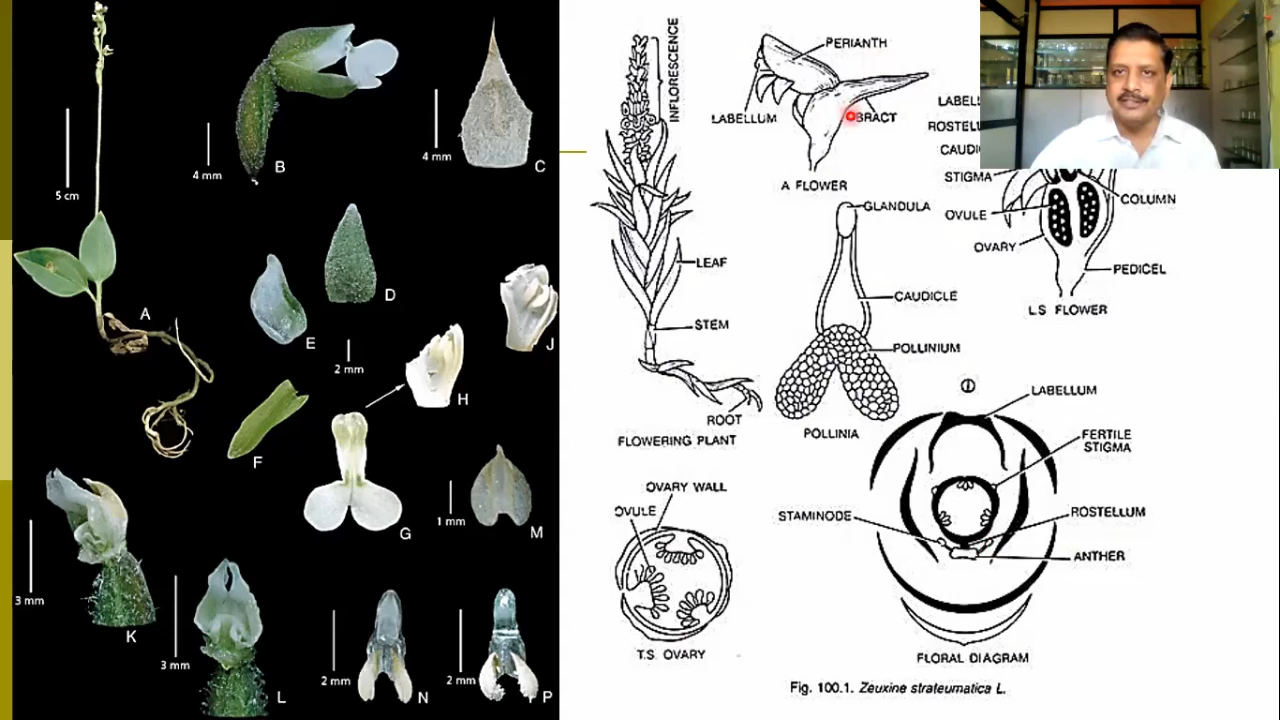 5 cm
A
4 mm
B
4 mm
C
D
E
2 mm
F
G
H
J
K
3 mm
L
3 mm
1 mm
M
2 mm
N
2 mm
P
INFLORESCENCE
LEAF
STEM
ROOT
FLOWERING PLANT
PERIANTH
LABELLUM
BRACT
A FLOWER
GLANDULA
CAUDICLE
POLLINIUM
POLLINIA
STIGMA
OVULE
OVARY
COLUMN
PEDICEL
L.S FLOWER
OVARY WALL
OVULE
T.S. OVARY
LABELLUM
FERTILE
STIGMA
STAMINODE
ROSTELLUM
ANTHER
FLORAL DIAGRAM
Fig. 100.1. Zeuxine strateumatica L.